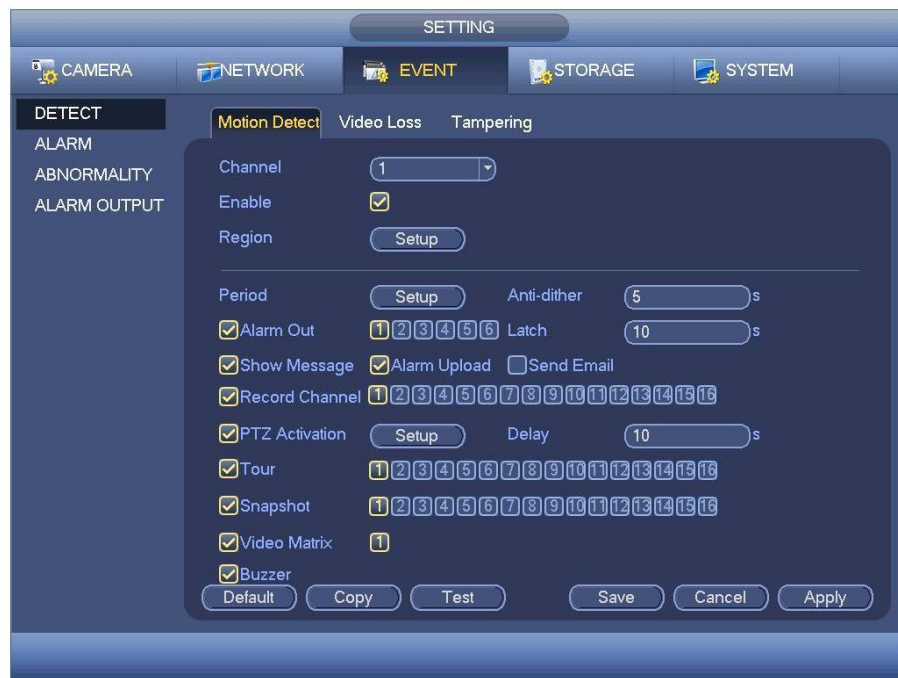 SETTING
CAMERA NETWORK EVENT STORAGE SYSTEM
DETECT
ALARM
ABNORMALITY
ALARM OUTPUT
Motion Detect Video Loss Tampering
Channel 1
Enable
Region Setup
Period Setup Anti-dither 5 s
Alarm Out 1 2 3 4 5 6 Latch 10 s
Show Message Alarm Upload Send Email
Record Channel 1 2 3 4 5 6 7 8 9 10 11 12 13 14 15 16
PTZ Activation Setup Delay 10 s
Tour 1 2 3 4 5 6 7 8 9 10 11 12 13 14 15 16
Snapshot 1 2 3 4 5 6 7 8 9 10 11 12 13 14 15 16
Video Matrix 1
Buzzer
Default Copy Test Save Cancel Apply